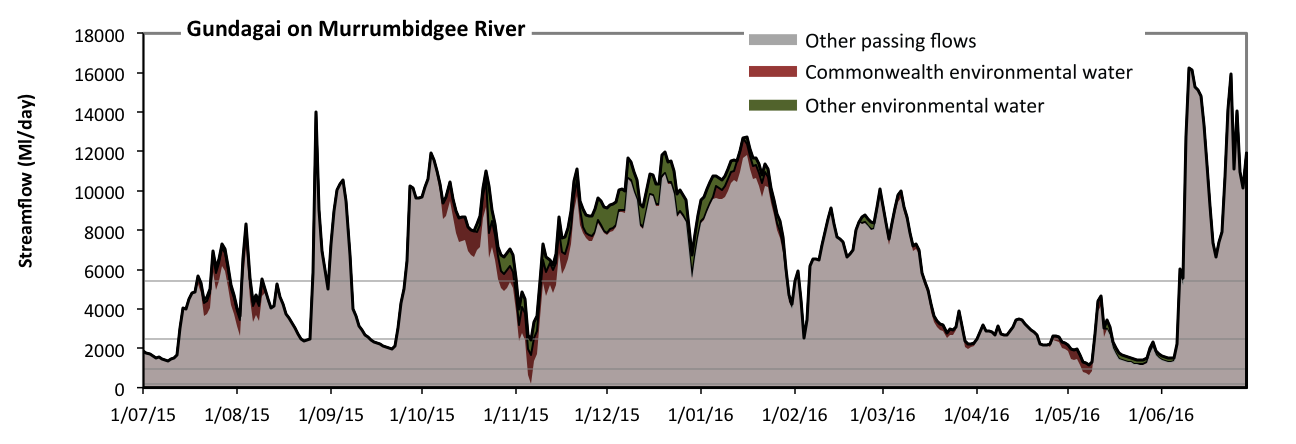 Gundagai on Murrumbidgee River
Other passing flows
Commonwealth environmental water
Other environmental water
Streamflow (Ml/day)
18000
16000
14000
12000
10000
8000
6000
4000
2000
0
1/07/15 1/08/15 1/09/15 1/10/15 1/11/15 1/12/15 1/01/16 1/02/16 1/03/16 1/04/16 1/05/16 1/06/16